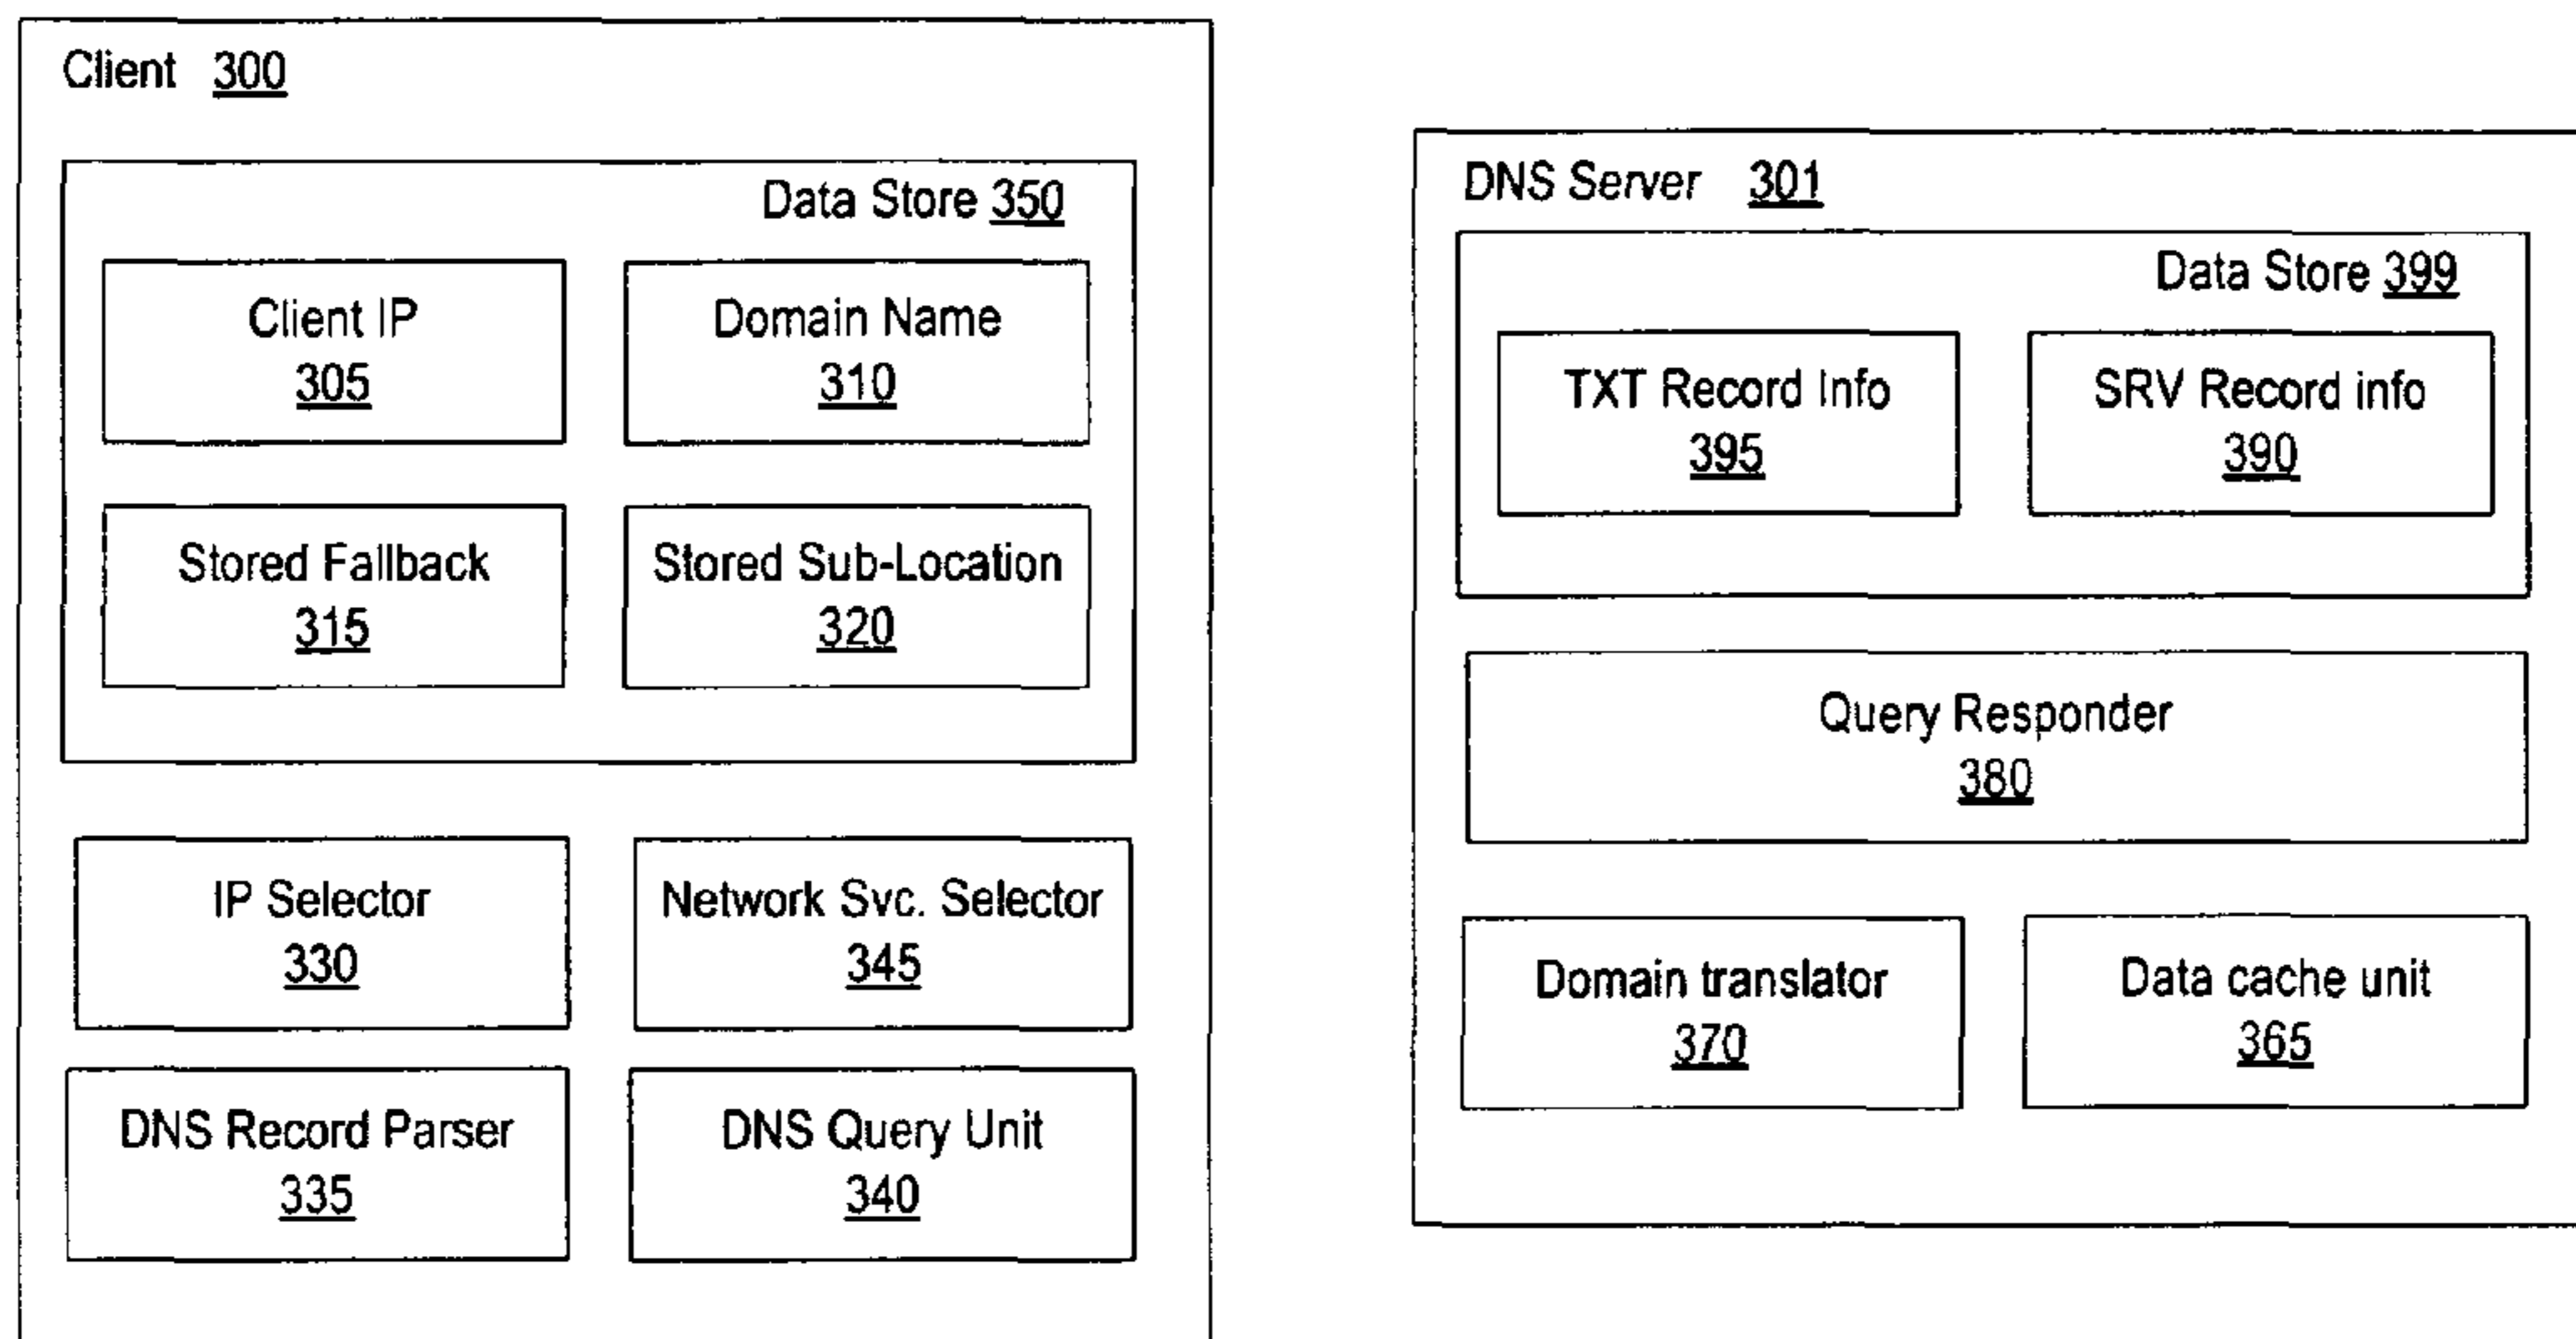 Client 300
Data Store 350
Client IP
305
Domain Name
310
Stored Fallback
315
Stored Sub-Location
320
IP Selector
330
Network Svc. Selector
345
DNS Record Parser
335
DNS Query Unit
340
DNS Server 301
Data Store 399
TXT Record Info
395
SRV Record info
390
Query Responder
380
Domain translator
370
Data cache unit
365